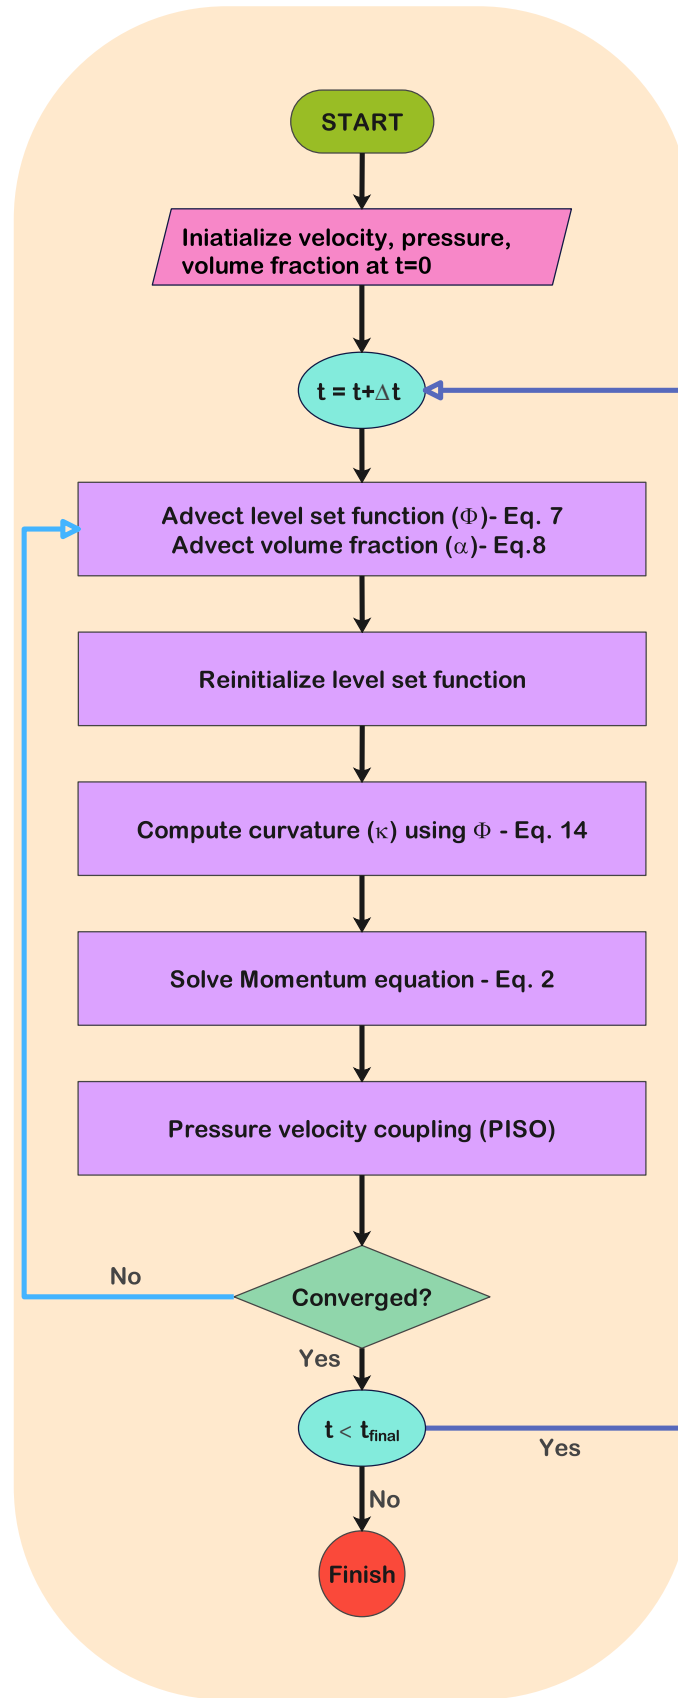 START
Iniatialize velocity, pressure,
volume fraction at t=0
t = t+Δt
Advect level set function (Φ)- Eq. 7
Advect volume fraction (α)- Eq.8
Reinitialize level set function
Compute curvature (κ) using Φ - Eq. 14
Solve Momentum equation - Eq. 2
Pressure velocity coupling (PISO)
No
Converged?
Yes
t < tfinal
Yes
No
Finish